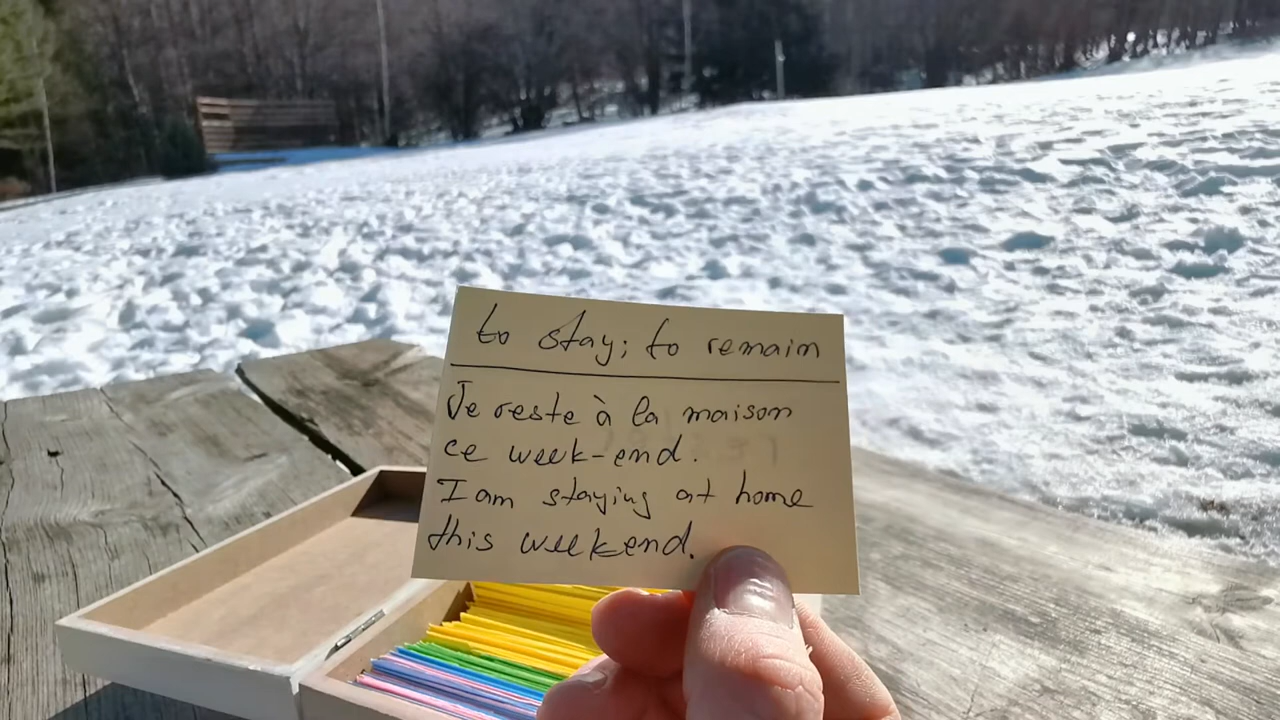 to stay; to remain
Je reste à la maison
ce week-end.
I am staying at home
this weekend.